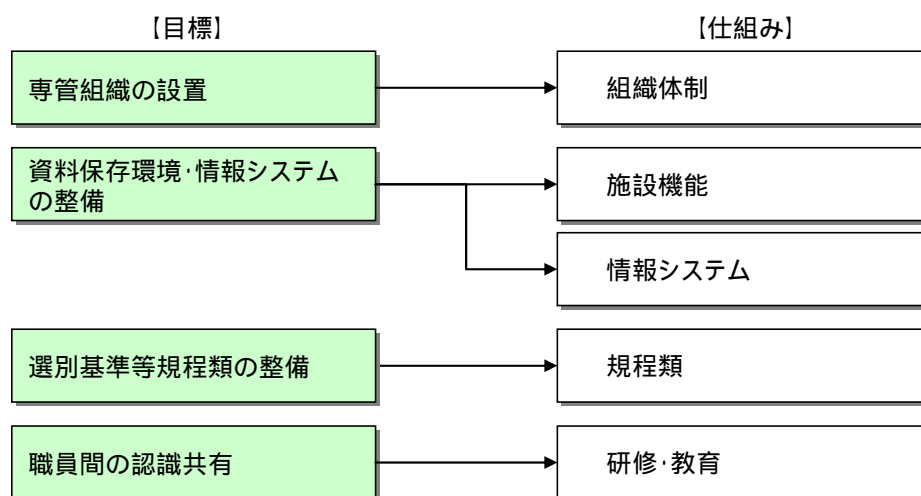 【目標】
【仕組み】
専管組織の設置
組織体制
資料保存環境・情報システム
の整備
施設機能
情報システム
選別基準等規程類の整備
規程類
職員間の認識共有
研修・教育